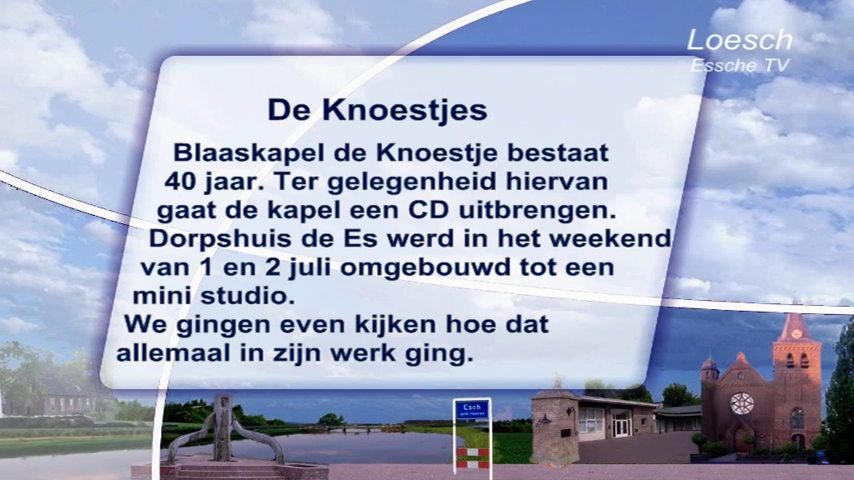 Loesch
Essche TV
De Knoestjes
Blaaskapel de Knoestje bestaat
40 jaar. Ter gelegenheid hiervan
gaat de kapel een CD uitbrengen.
Dorpshuis de Es werd in het weekend
van 1 en 2 juli omgebouwd tot een
mini studio.
We gingen even kijken hoe dat
allemaal in zijn werk ging.
Esch